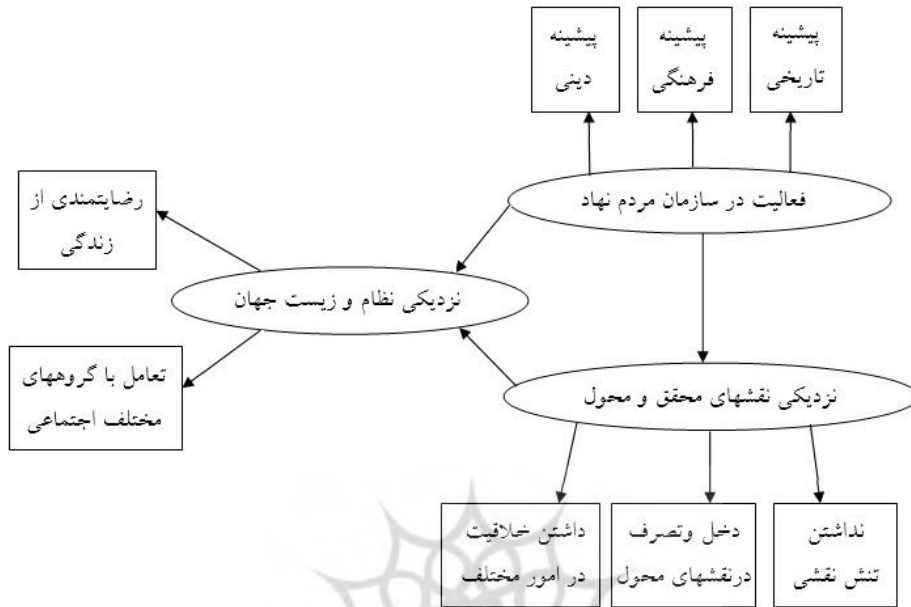 پیشینه
تاریخی
پیشینه
فرهنگی
پیشینه
دینی
فعالیت در سازمان مردم نهاد
رضایتمندی از
زندگی
نزدیکی نظام و زیست جهان
تعامل با گروههای
مختلف اجتماعی
نزدیکی نقشهای محقق و محول
نداشتن
تنش نقشی
دخل وتصرف
درنقشهای محول
داشتن خلاقیت
در امور مختلف